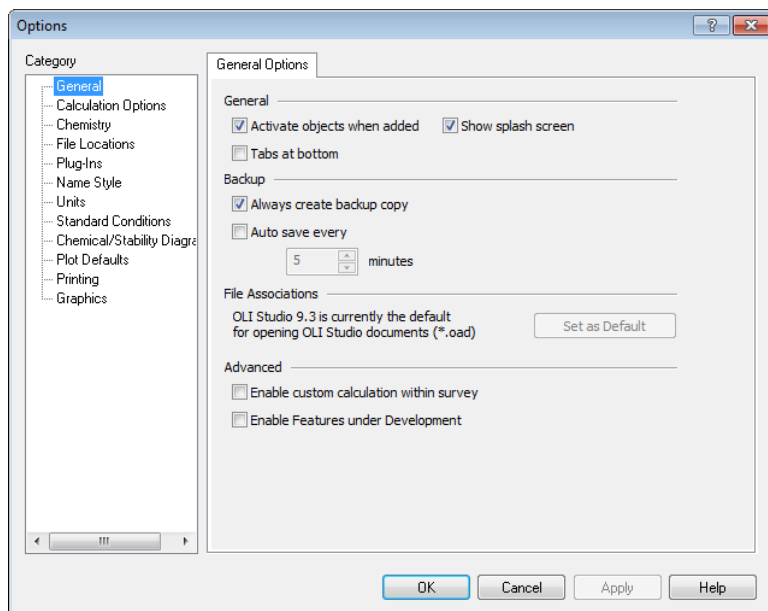 Options
Category
General
Calculation Options
Chemistry
File Locations
Plug-Ins
Name Style
Units
Standard Conditions
Chemical/Stability Diagra
Plot Defaults
Printing
Graphics
General Options
General
Activate objects when added Show splash screen
Tabs at bottom
Backup
Always create backup copy
Auto save every
5 minutes
File Associations
OLI Studio 9.3 is currently the default
for opening OLI Studio documents (*.oad)
Set as Default
Advanced
Enable custom calculation within survey
Enable Features under Development
OK Cancel Apply Help